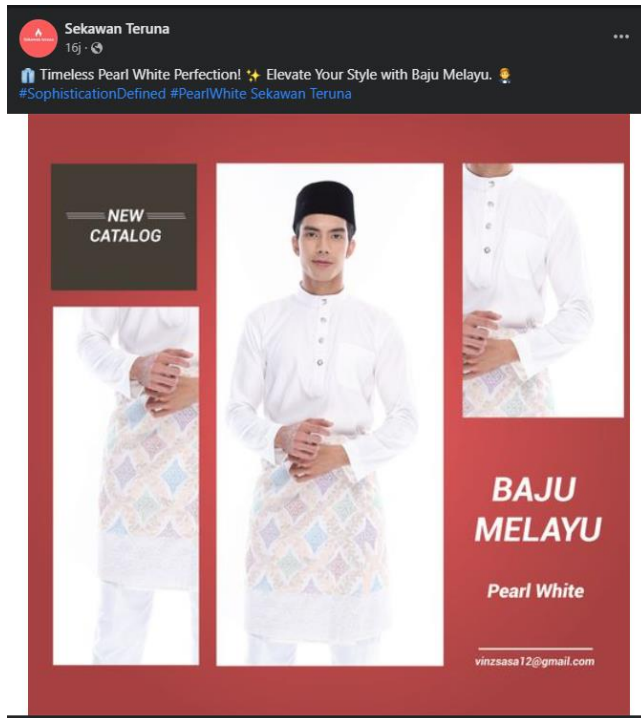 Sekawan Teruna
16j ·
👔 Timeless Pearl White Perfection! ✨ Elevate Your Style with Baju Melayu. 🤵
#SophisticationDefined #PearlWhite Sekawan Teruna
NEW
CATALOG
BAJU
MELAYU
Pearl White
vinzsasa12@gmail.com